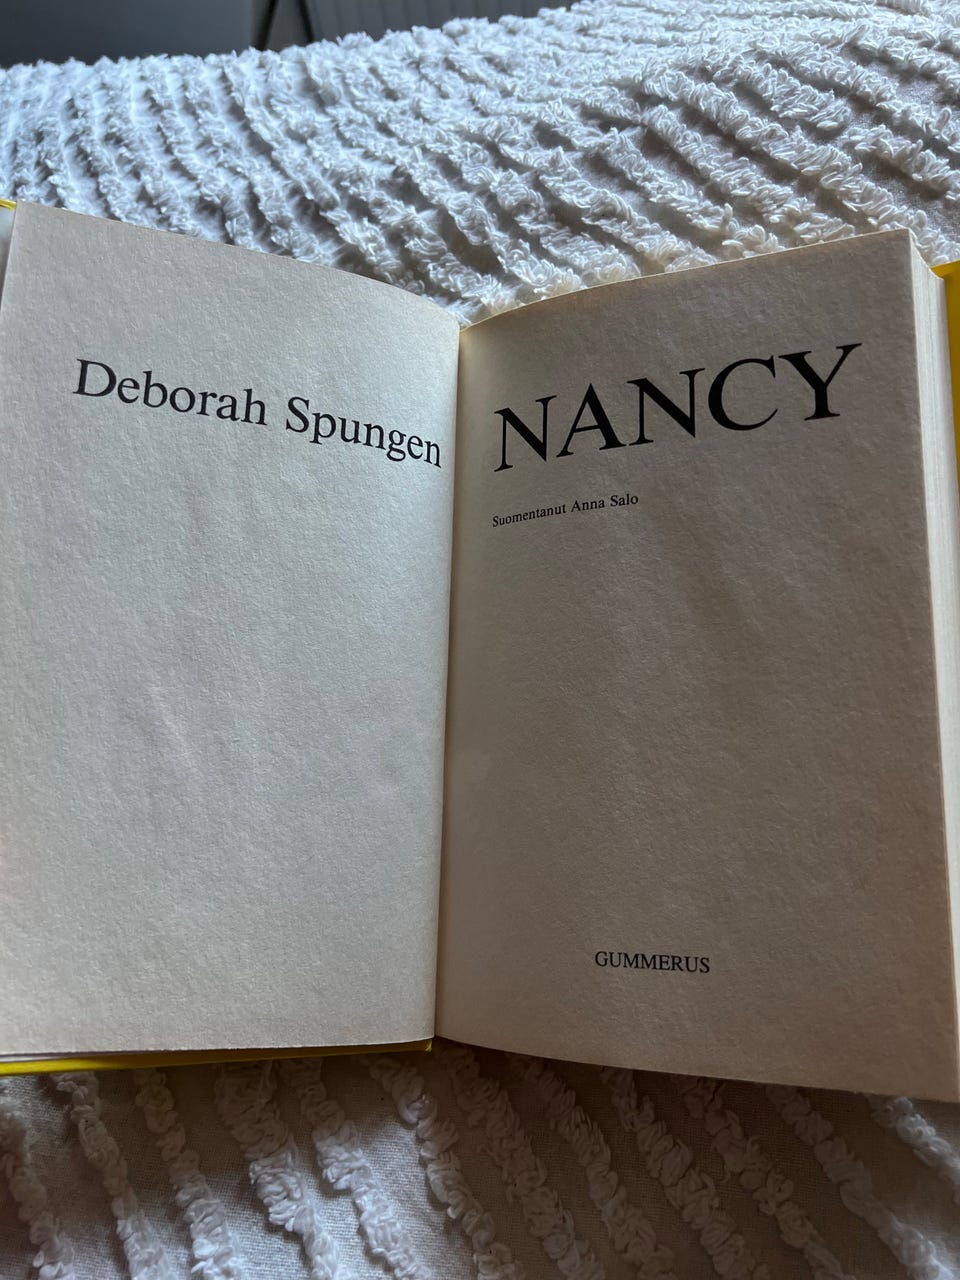 Deborah Spungen
NANCY
Suomentanut Anna Salo
GUMMERUS